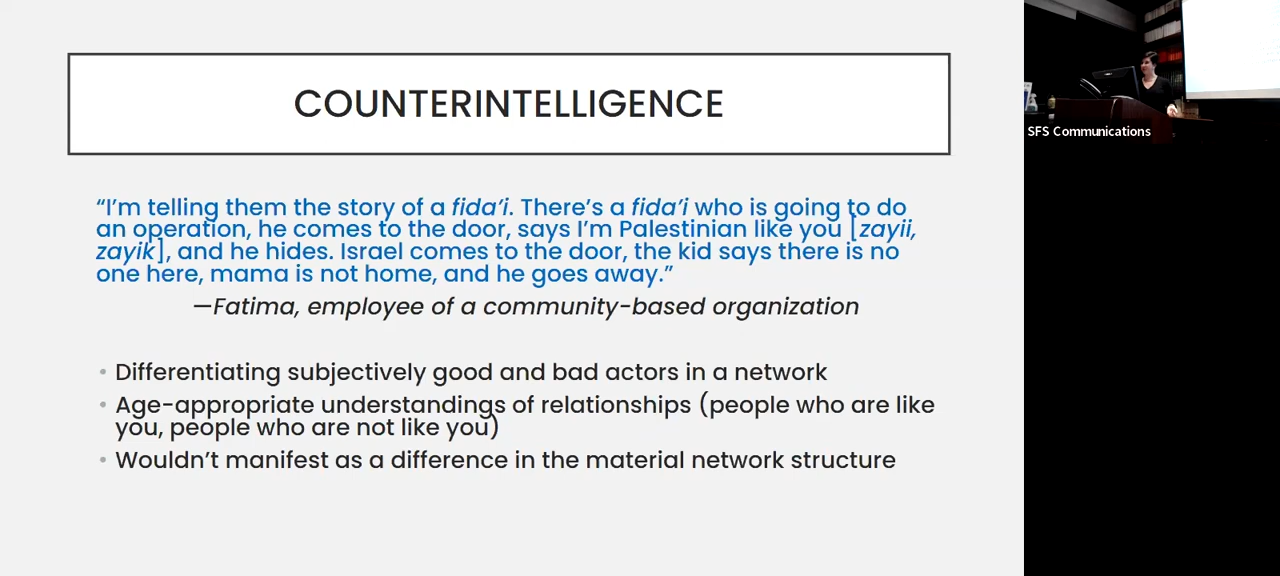 COUNTERINTELLIGENCE
“I’m telling them the story of a fida’i. There’s a fida’i who is going to do
an operation, he comes to the door, says I’m Palestinian like you [zayii,
zayik], and he hides. Israel comes to the door, the kid says there is no
one here, mama is not home, and he goes away.”
—Fatima, employee of a community-based organization
• Differentiating subjectively good and bad actors in a network
• Age-appropriate understandings of relationships (people who are like
you, people who are not like you)
• Wouldn’t manifest as a difference in the material network structure
SFS Communications